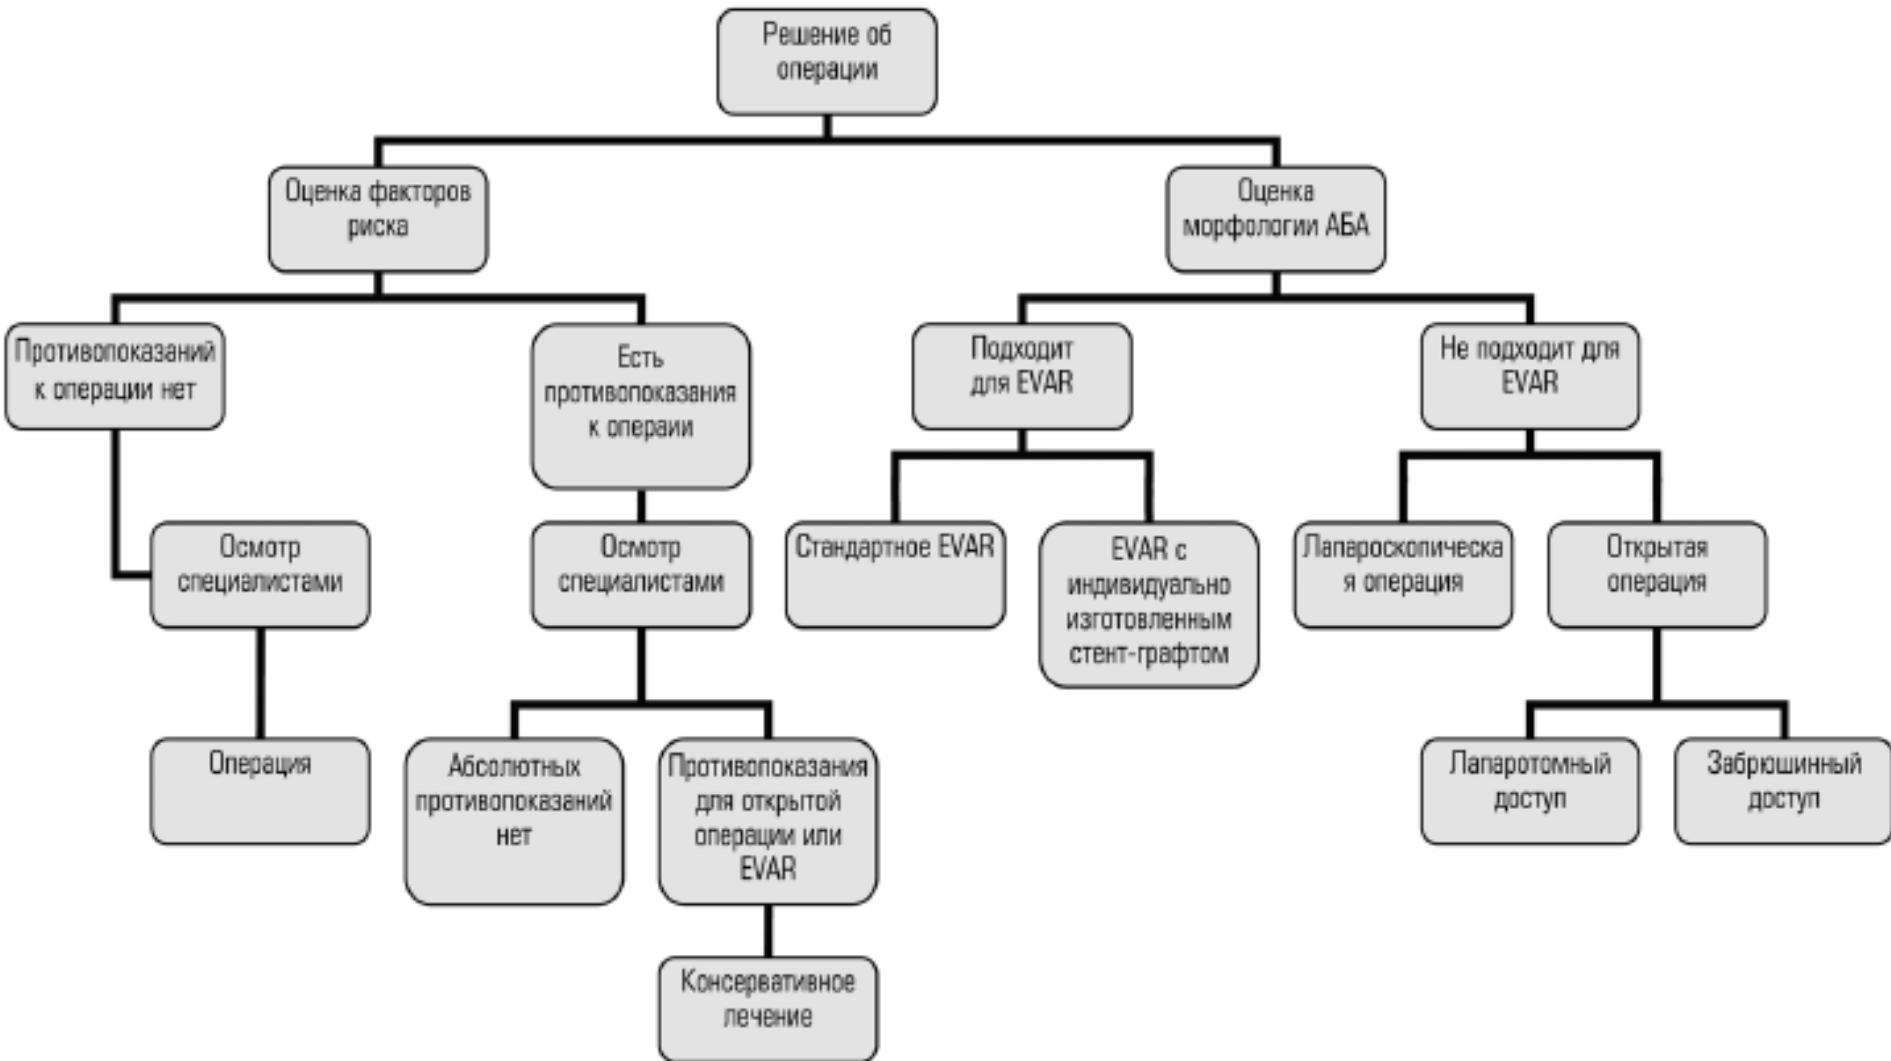 Решение об
операции
Оценка факторов
риска
Оценка
морфологии АБА
Противопоказаний
к операции нет
Есть
противопоказания
к операии
Подходит
для EVAR
Не подходит для
EVAR
Осмотр
специалистами
Осмотр
специалистами
Стандартное EVAR
EVAR с
индивидуально
изготовленным
стент-графтом
Лапароскопическа
я операция
Открытая
операция
Операция
Абсолютных
противопоказаний
нет
Противопоказания
для открытой
операции или
EVAR
Лапаротомный
доступ
Забрюшинный
доступ
Консервативное
лечение